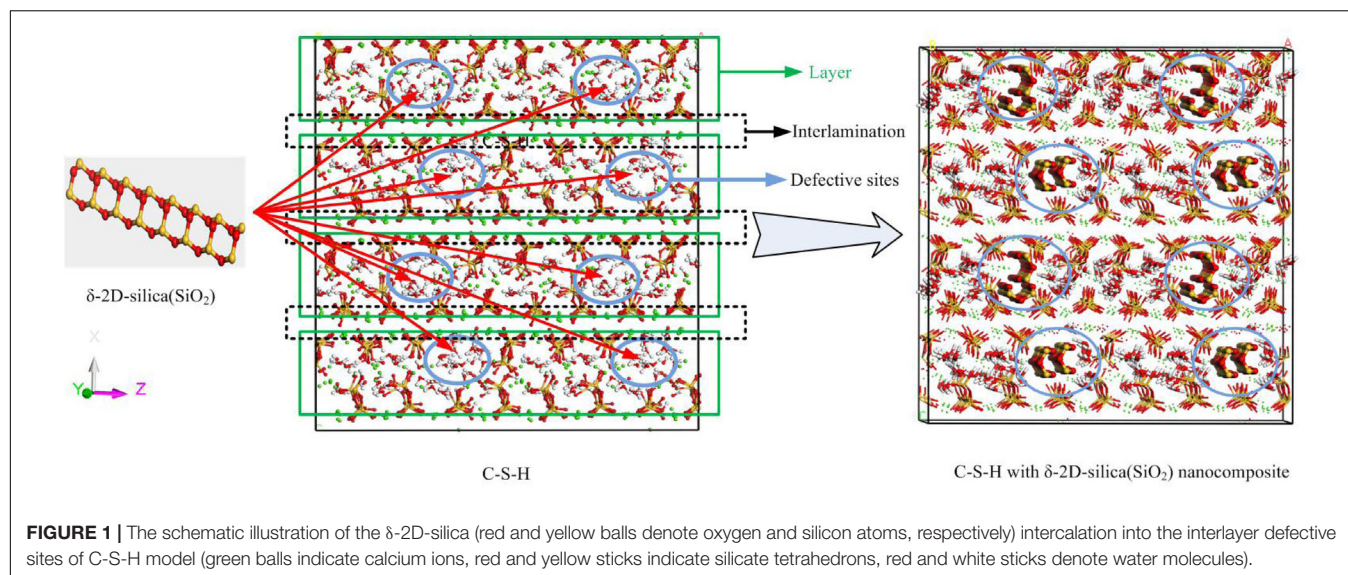 B
A
Layer
Interlamination
C-S-H
Defective sites
δ-2D-silica(SiO₂)
X
Y
Z
C-S-H
B
A
C-S-H with δ-2D-silica(SiO₂) nanocomposite
FIGURE 1 | The schematic illustration of the δ-2D-silica (red and yellow balls denote oxygen and silicon atoms, respectively) intercalation into the interlayer defective
sites of C-S-H model (green balls indicate calcium ions, red and yellow sticks indicate silicate tetrahedrons, red and white sticks denote water molecules).